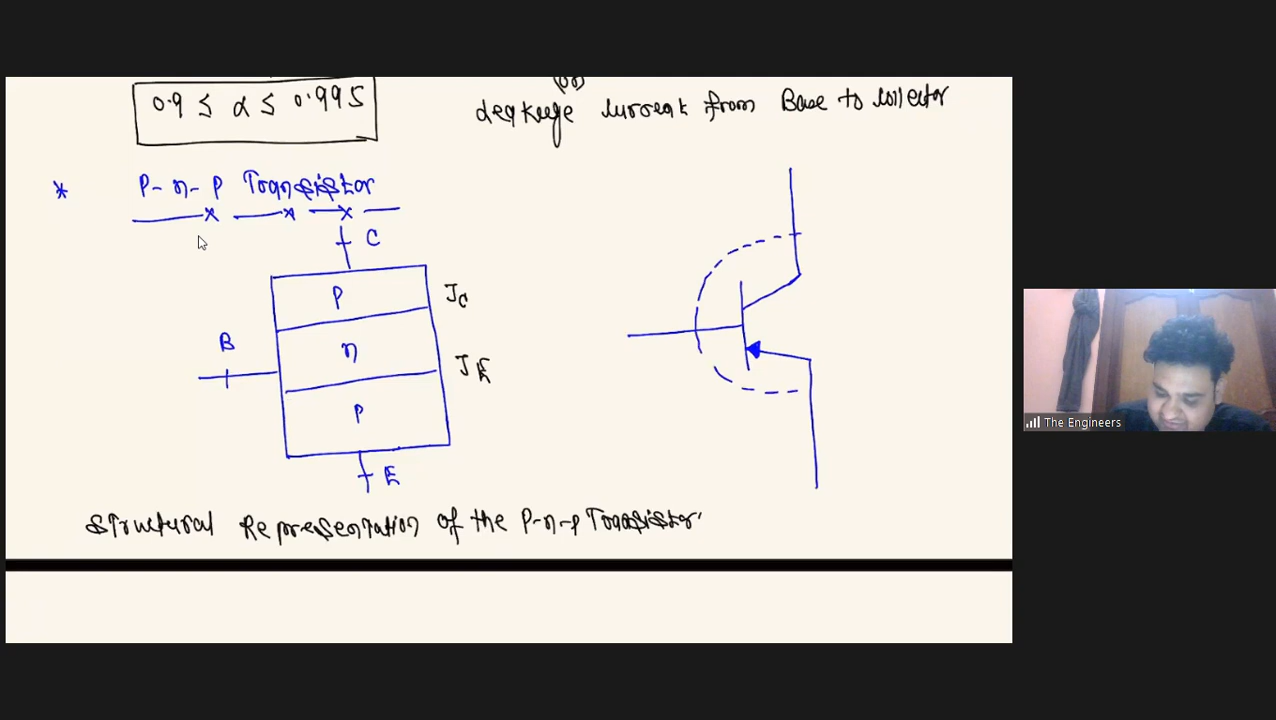 (or)
0.9 ≤ α ≤ 0.995
leakage current from Base to collector
* P-n-p Transistor
C
P
JC
B
n
JE
P
E
Structural Representation of the P-n-p Transistor
The Engineers